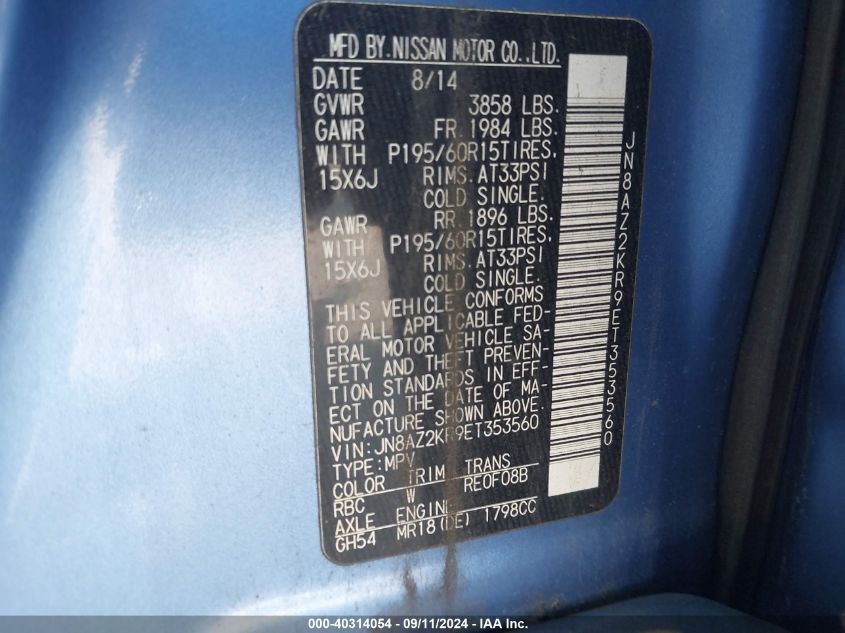 MFD BY.NISSAN MOTOR CO.,LTD.
DATE 8/14
GVWR 3858 LBS.
GAWR FR.1984 LBS.
WITH P195/60R15TIRES,
15X6J RIMS.AT33PSI
COLD SINGLE.
GAWR RR.1896 LBS.
WITH P195/60R15TIRES,
15X6J RIMS.AT33PSI
COLD SINGLE.
THIS VEHICLE CONFORMS
TO ALL APPLICABLE FED-
ERAL MOTOR VEHICLE SA-
FETY AND THEFT PREVEN-
TION STANDARDS IN EFF-
ECT ON THE DATE OF MA-
NUFACTURE SHOWN ABOVE.
VIN:JN8AZ2KR9ET353560
TYPE:MPV
COLOR TRIM TRANS
RBC W RE0F08B
AXLE ENGINE
GH54 MR18(DE) 1798CC
JN8AZ2KR9ET353560
000-40314054 - 09/11/2024 - IAA Inc.